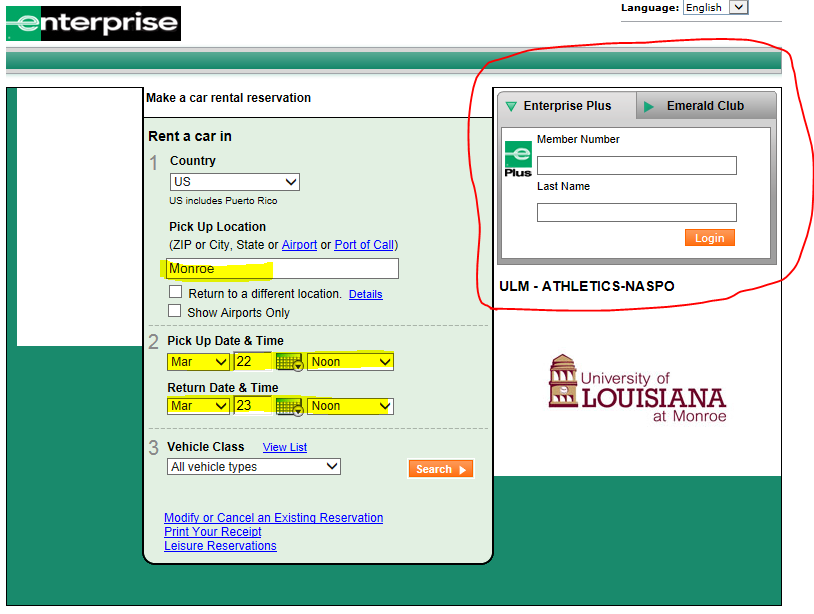 enterprise
Language: English
Make a car rental reservation
Rent a car in
1 Country
US
US includes Puerto Rico
Pick Up Location
(ZIP or City, State or Airport or Port of Call)
Monroe
Return to a different location. Details
Show Airports Only
2 Pick Up Date & Time
Mar 22 Noon
Return Date & Time
Mar 23 Noon
3 Vehicle Class View List
All vehicle types
Search
Modify or Cancel an Existing Reservation
Print Your Receipt
Leisure Reservations
Enterprise Plus Emerald Club
Member Number
e
Plus
Last Name
Login
ULM - ATHLETICS-NASPO
University of
LOUISIANA
at Monroe